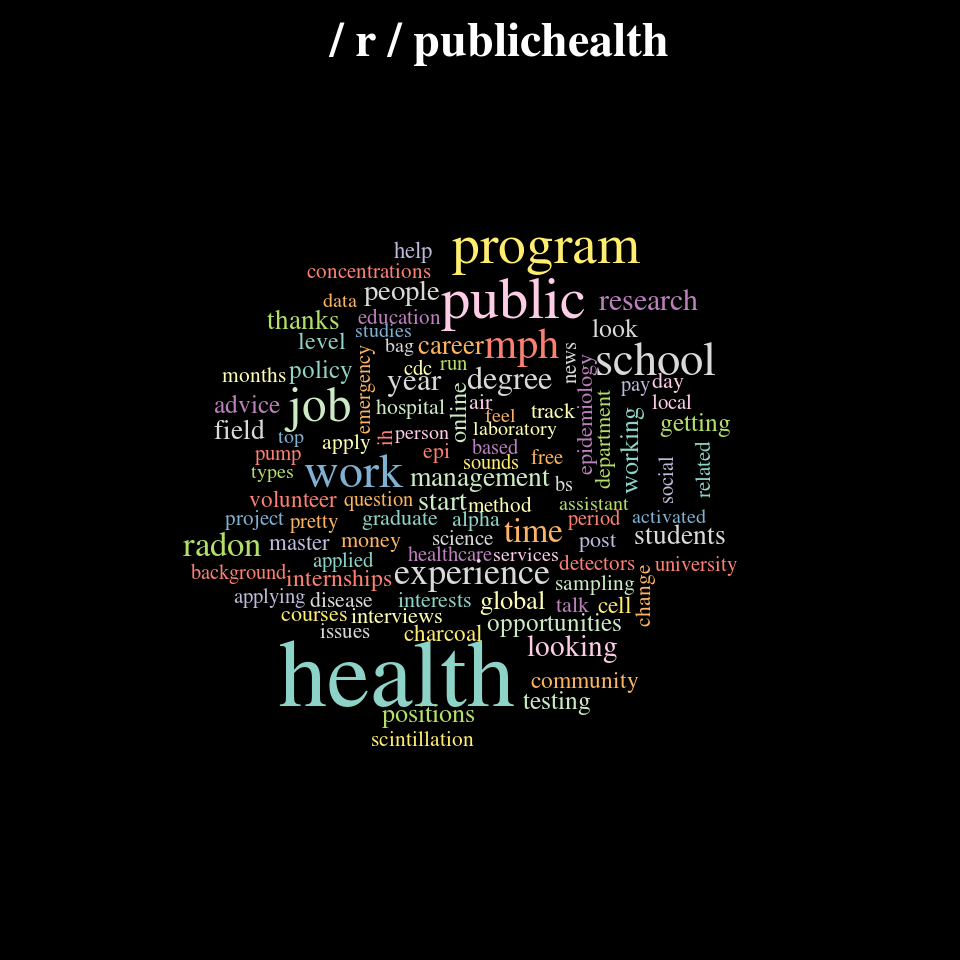 / r / publichealth
program
help
concentrations
people
public
research
data
thanks
education
studies
look
level
bag
career
mph
news
school
months
policy
emergency
cdc
run
year
degree
pay
day
advice
job
hospital
online
air
feel
track
epidemiology
department
working
local
getting
field
top
apply
ih
person
laboratory
pump
epi
based
sounds
free
types
work
management
bs
social
related
volunteer
question
start
method
assistant
project
pretty
graduate
alpha
time
period
activated
radon
master
money
science
post
students
applied
healthcare
services
detectors
university
background
internships
experience
sampling
change
applying
disease
interests
global
talk
cell
courses
interviews
opportunities
issues
charcoal
looking
health
community
testing
positions
scintillation